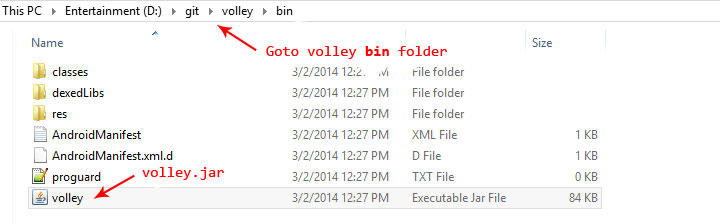 This PC Entertainment (D:) git volley bin
Goto volley bin folder
Name Size
classes 3/2/2014 12:27 PM File folder
dexedLibs 3/2/2014 12:27 PM File folder
res 3/2/2014 12:27 PM File folder
AndroidManifest 3/2/2014 12:27 PM XML File 1 KB
AndroidManifest.xml.d 3/2/2014 12:27 PM D File 1 KB
proguard 3/2/2014 12:27 PM TXT File 0 KB
volley.jar
volley 3/2/2014 12:27 PM Executable Jar File 84 KB